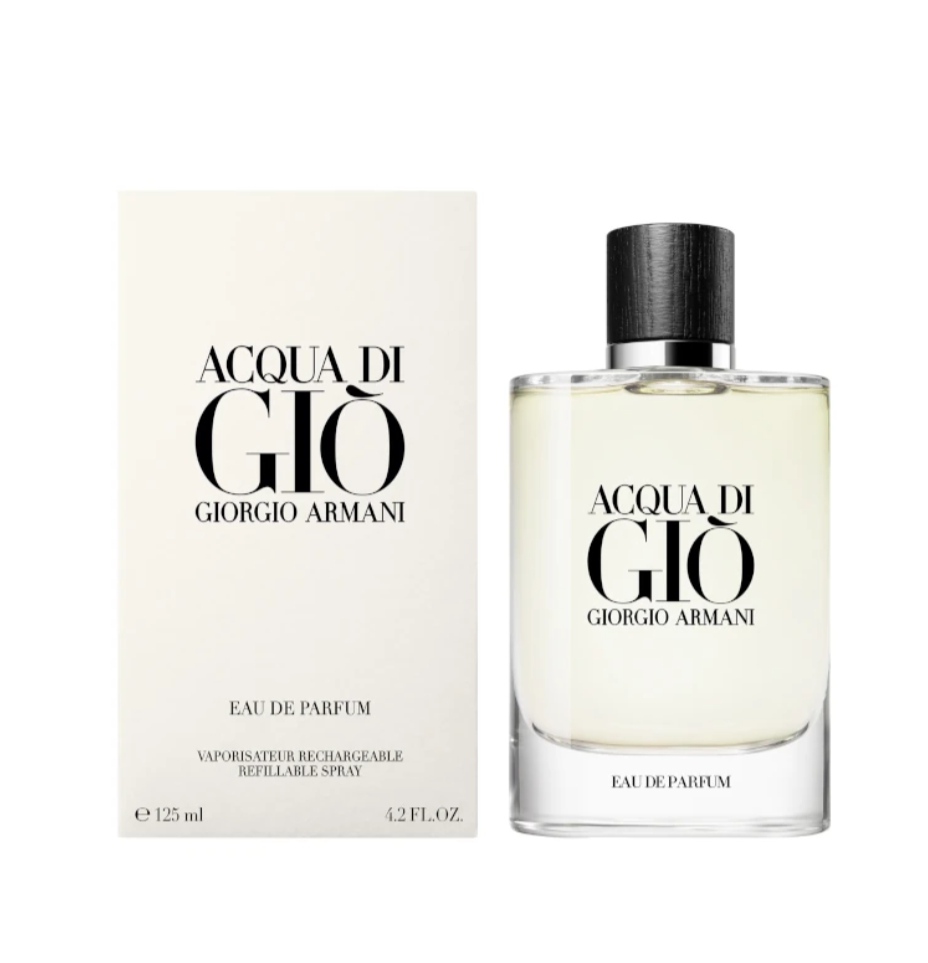 ACQUA DI
GIÒ
GIORGIO ARMANI
EAU DE PARFUM
VAPORISATEUR RECHARGEABLE
REFILLABLE SPRAY
℮ 125 ml 4.2 FL.OZ.
ACQUA DI
GIÒ
GIORGIO ARMANI
EAU DE PARFUM